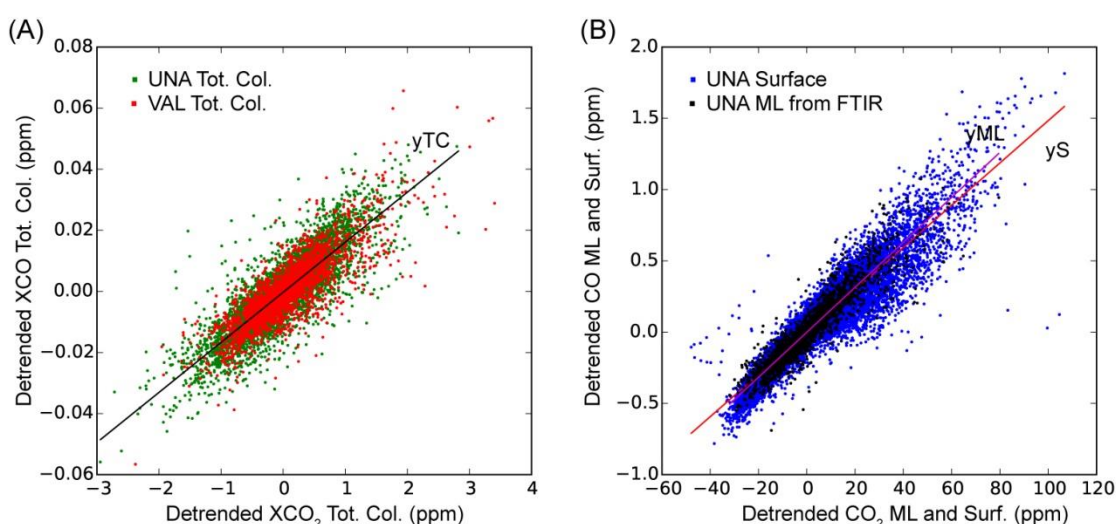 (A)
0.08
0.06
0.04
0.02
0.00
−0.02
−0.04
−0.06
Detrended XCO Tot. Col. (ppm)
UNA Tot. Col.
VAL Tot. Col.
yTC
−3 −2 −1 0 1 2 3 4
Detrended XCO₂ Tot. Col. (ppm)
(B)
2.0
1.5
1.0
0.5
0.0
−0.5
−1.0
Detrended CO ML and Surf. (ppm)
UNA Surface
UNA ML from FTIR
yML
yS
−60 −40 −20 0 20 40 60 80 100 120
Detrended CO₂ ML and Surf. (ppm)